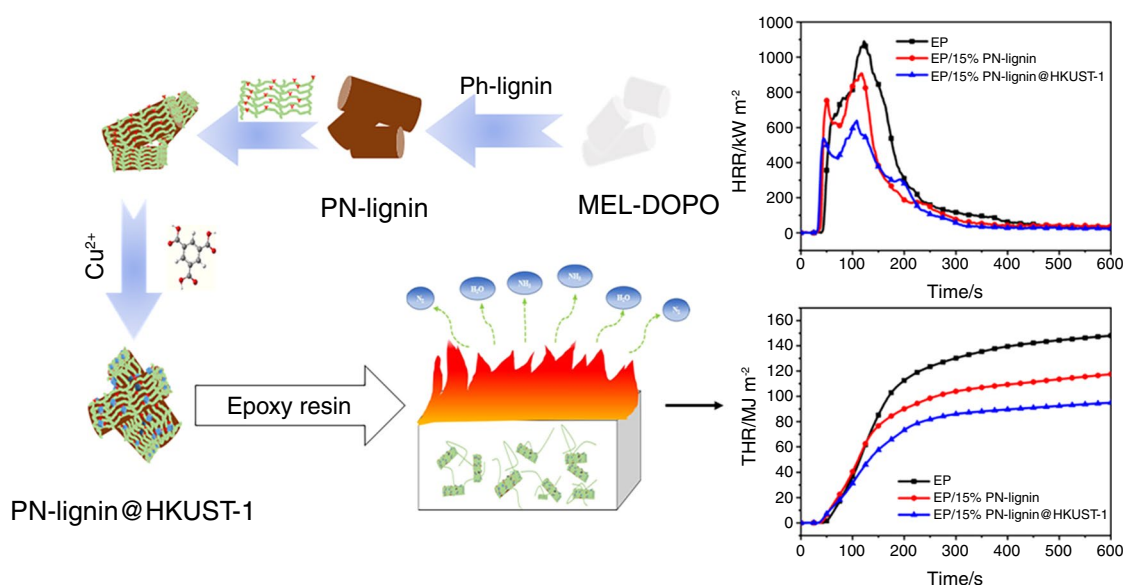 Ph-lignin
PN-lignin
MEL-DOPO
Cu2+
N2
H2O
NH3
NH3
H2O
N2
Epoxy resin
PN-lignin@HKUST-1
EP
EP/15% PN-lignin
EP/15% PN-lignin@HKUST-1
HRR/kW m-2
1000
1000
800
600
400
200
0
0 100 200 300 400 500 600
Time/s
THR/MJ m-2
160
140
120
100
80
60
40
20
0
EP
EP/15% PN-lignin
EP/15% PN-lignin@HKUST-1
0 100 200 300 400 500 600
Time/s